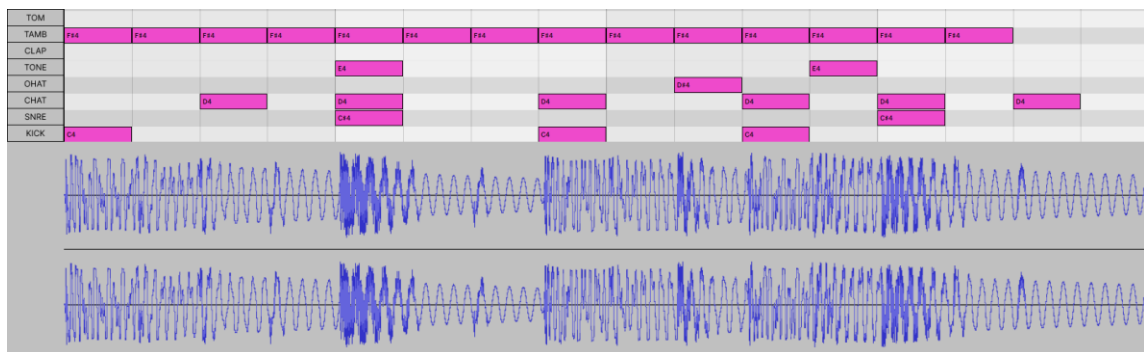 TOM
TAMB F#4 F#4 F#4 F#4 F#4 F#4 F#4 F#4 F#4 F#4 F#4 F#4 F#4 F#4
CLAP
TONE E4 E4
OHAT D#4
CHAT D4 D4 D4 D4 D4 D4
SNRE C#4 C#4
KICK C4 C4 C4